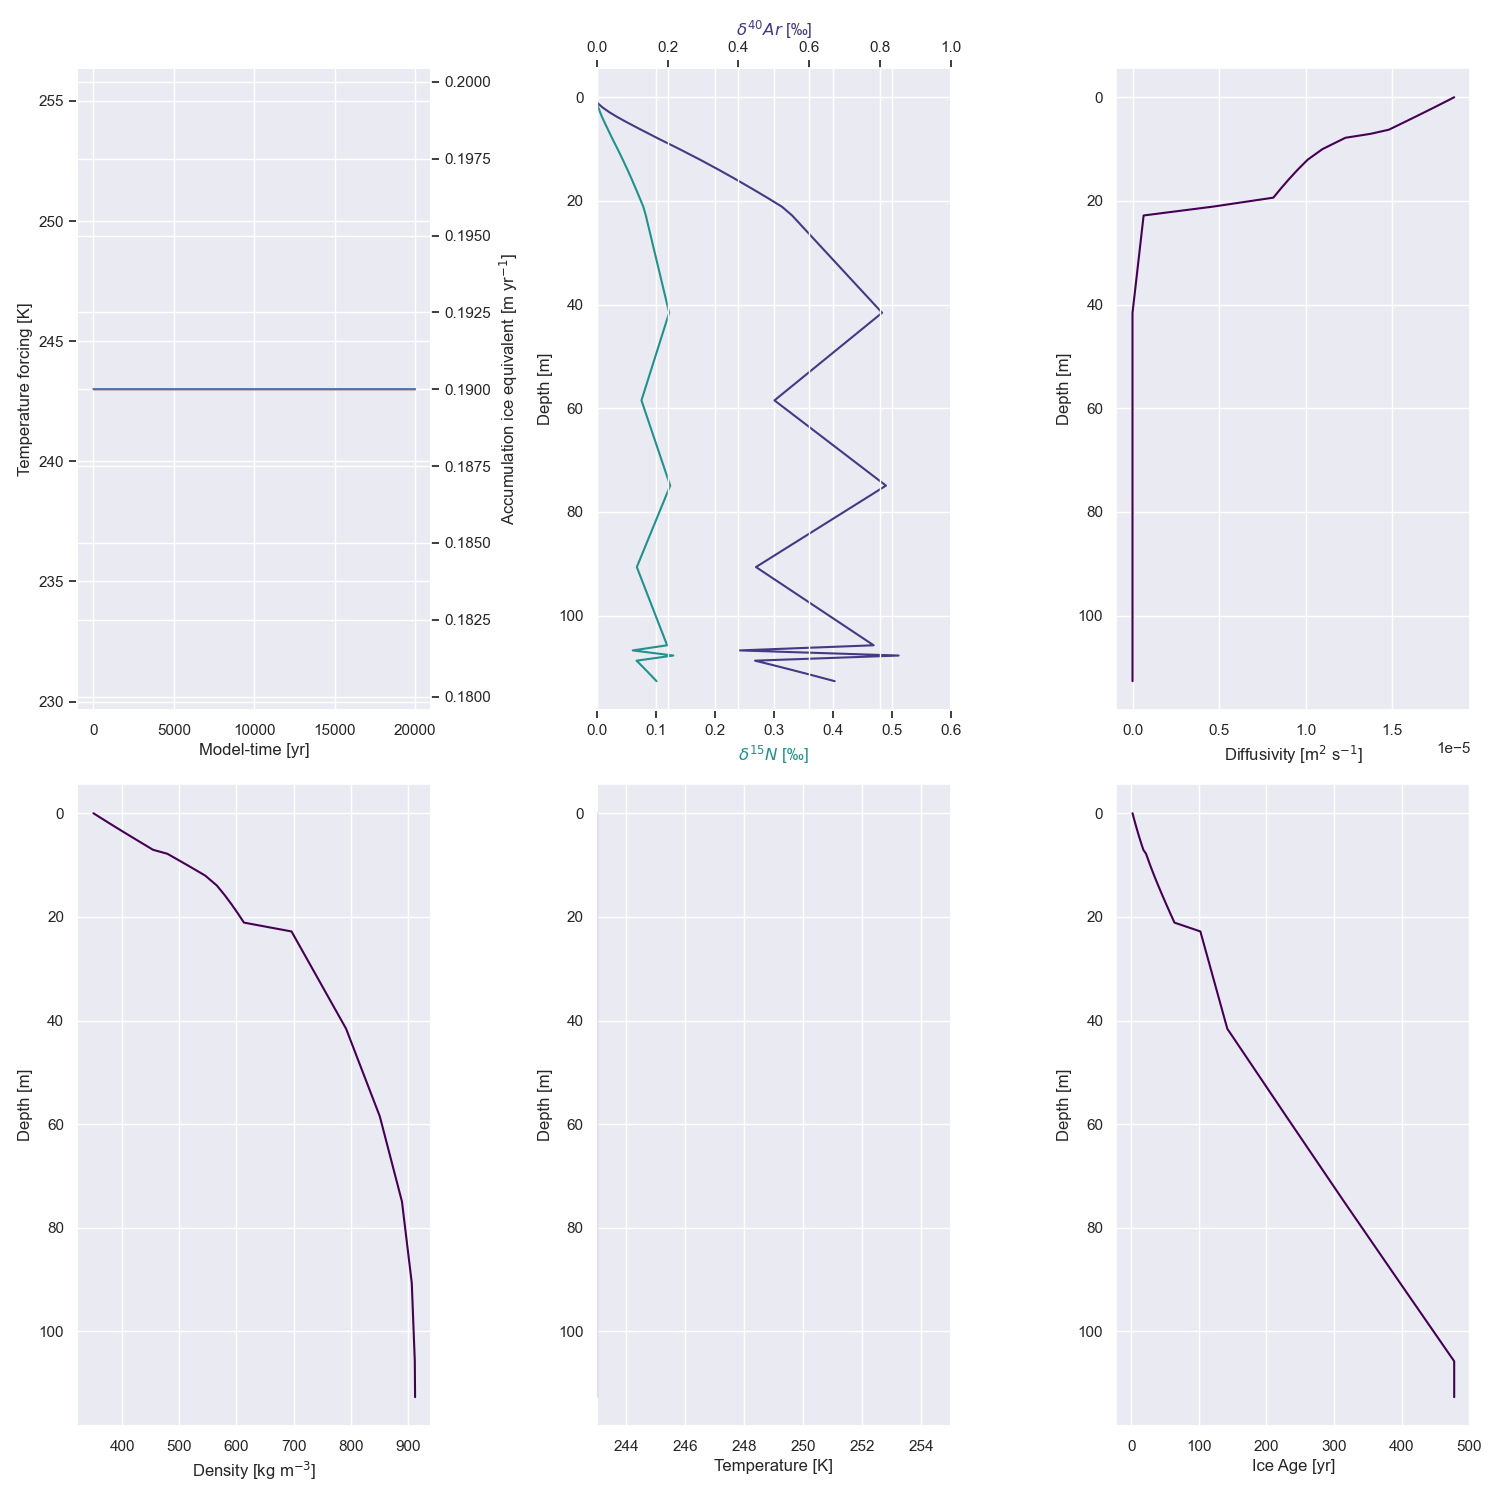 δ⁴⁰Ar [‰]
0.0 0.2 0.4 0.6 0.8 1.0
255
250
245
240
235
230
Temperature forcing [K]
0 5000 10000 15000 20000
Model-time [yr]
0.2000
0.1975
0.1950
0.1925
0.1900
0.1875
0.1850
0.1825
0.1800
Accumulation ice equivalent [m yr⁻¹]
0
20
40
60
80
100
Depth [m]
0.0 0.1 0.2 0.3 0.4 0.5 0.6
δ¹⁵N [‰]
0
20
40
60
80
100
Depth [m]
0.0 0.5 1.0 1.5
1e-5
Diffusivity [m² s⁻¹]
0
20
40
60
80
100
Depth [m]
400 500 600 700 800 900
Density [kg m⁻³]
0
20
40
60
80
100
Depth [m]
244 246 248 250 252 254
Temperature [K]
0
20
40
60
80
100
Depth [m]
0 100 200 300 400 500
Ice Age [yr]